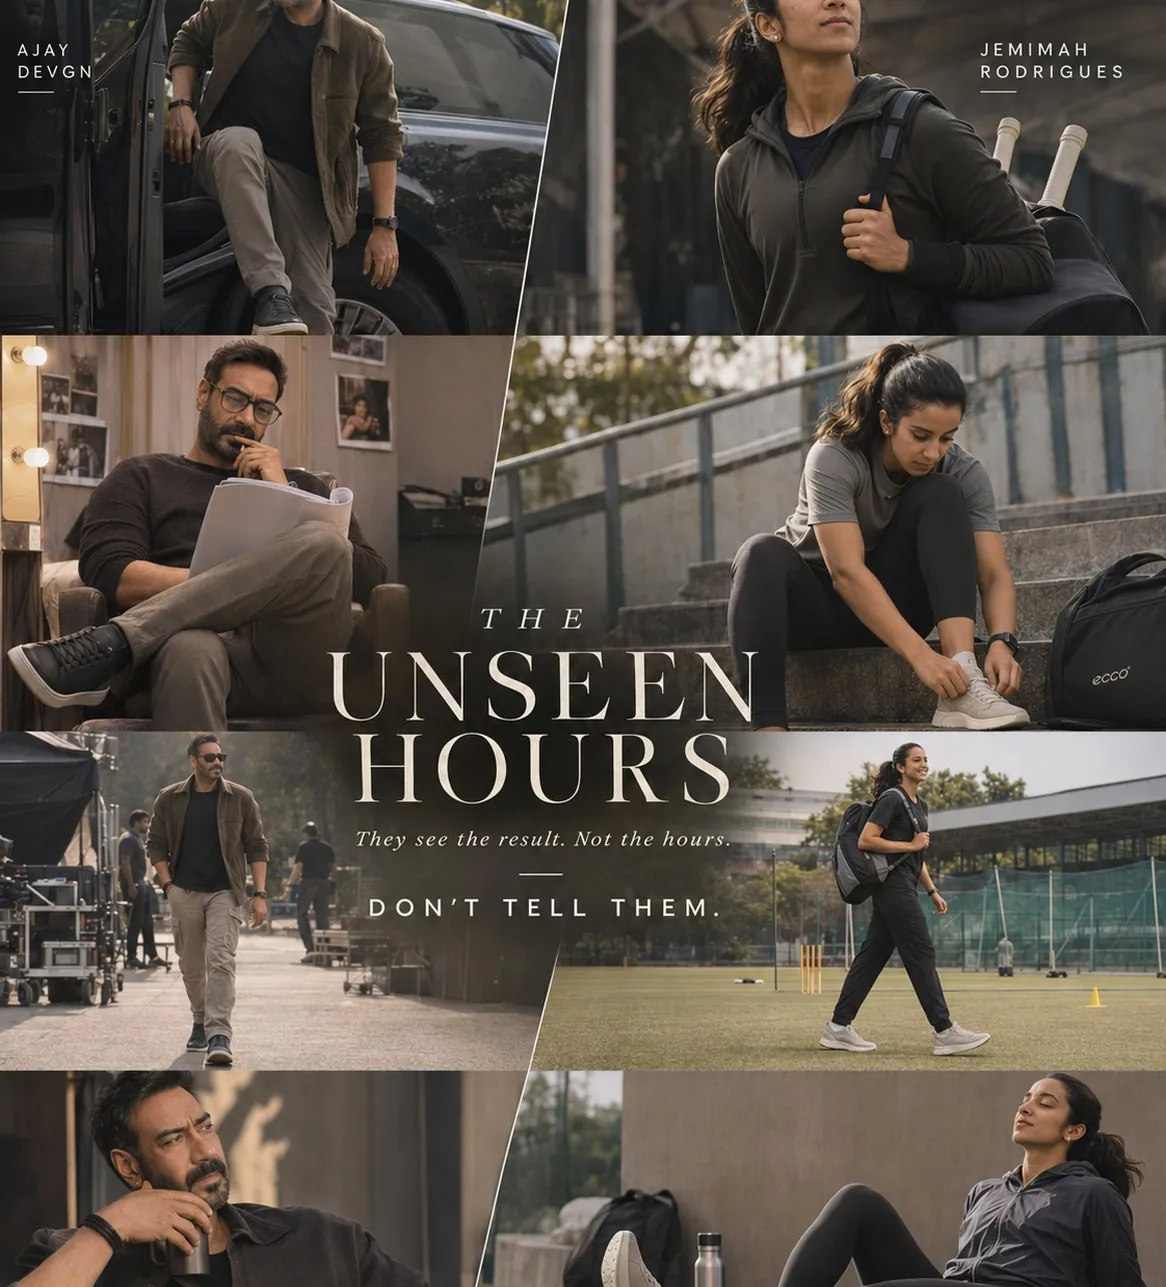 AJAY
DEVGN
JEMIMAH
RODRIGUES
THE
UNSEEN
HOURS
They see the result. Not the hours.
DON'T TELL THEM.
ecco